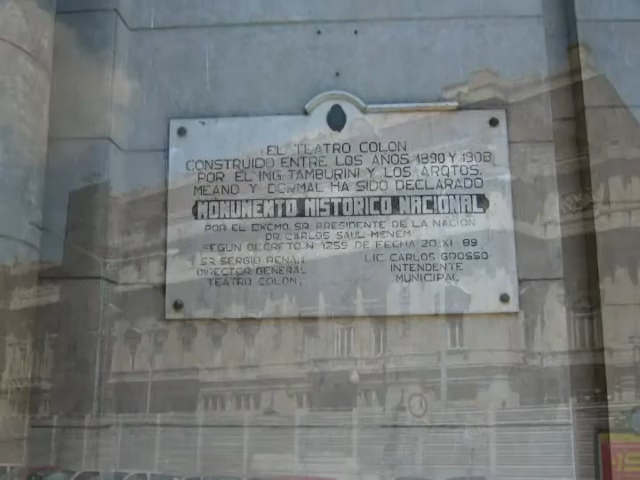 EL TEATRO COLON
CONSTRUIDO ENTRE LOS AÑOS 1890 Y 1908
POR EL ING. TAMBURINI Y LOS ARQTOS.
MEANO Y DORMAL HA SIDO DECLARADO
MONUMENTO HISTORICO NACIONAL
POR EL EXCMO. SR. PRESIDENTE DE LA NACION
DR. CARLOS SAUL MENEM
SEGUN DECRETO N 1259 DE FECHA 20 XI 89
SR SERGIO RENAN
DIRECTOR GENERAL
TEATRO COLON
LIC. CARLOS GROSSO
INTENDENTE
MUNICIPAL